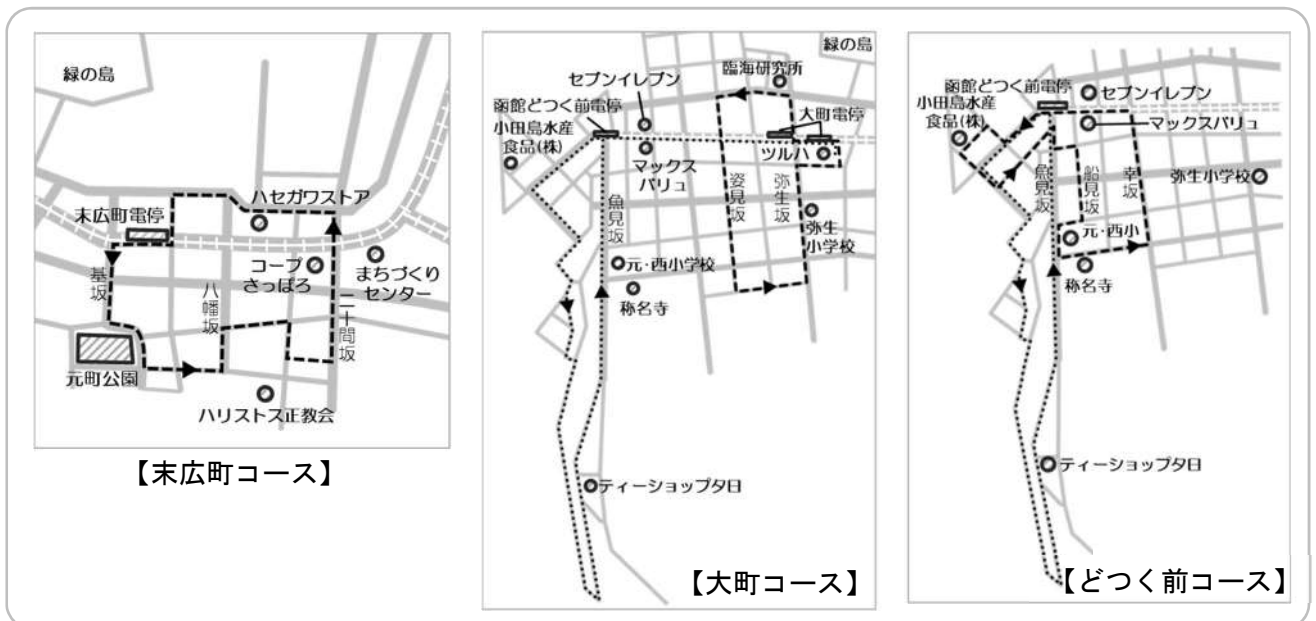 緑の島
ハセガワストア
末広町電停
コープ
さっぽろ
まちづくり
センター
基坂
八幡坂
二十間坂
元町公園
ハリストス正教会
【末広町コース】
緑の島
臨海研究所
セブンイレブン
函館どつく前電停
小田島水産
食品(株)
大町電停
マックス
バリュ
ツルハ
魚見坂
姿見坂
弥生坂
弥生
小学校
元・西小学校
称名寺
ティーショップ夕日
【大町コース】
函館どつく前電停
小田島水産
食品(株)
セブンイレブン
マックスバリュ
魚見坂
船見坂
幸坂
弥生小学校
元・西小
称名寺
ティーショップ夕日
【どつく前コース】